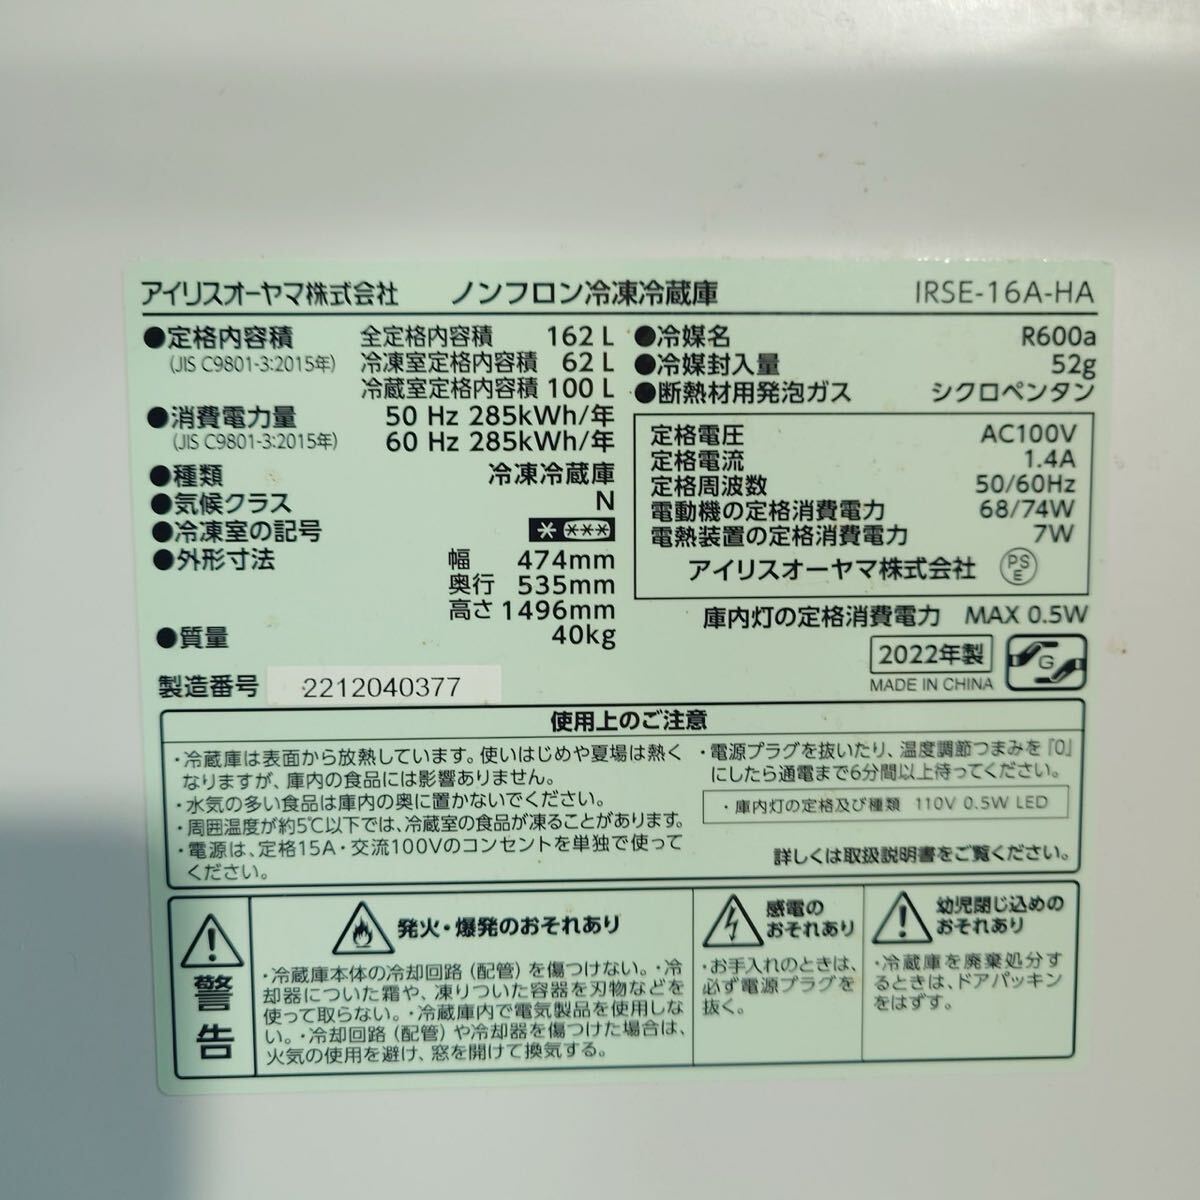 アイリスオーヤマ株式会社 ノンフロン冷凍冷蔵庫 IRSE-16A-HA
●定格内容積 全定格内容積 162 L
(JIS C9801-3:2015年) 冷凍室定格内容積 62 L
冷蔵室定格内容積 100 L
●消費電力量 50 Hz 285kWh/年
(JIS C9801-3:2015年) 60 Hz 285kWh/年
●種類 冷凍冷蔵庫
●気候クラス N
●冷凍室の記号 * ***
●外形寸法 幅 474mm
奥行 535mm
高さ 1496mm
●質量 40kg
製造番号 2212040377
●冷媒名 R600a
●冷媒封入量 52g
●断熱材用発泡ガス シクロペンタン
定格電圧 AC100V
定格電流 1.4A
定格周波数 50/60Hz
電動機の定格消費電力 68/74W
電熱装置の定格消費電力 7W
アイリスオーヤマ株式会社 PS E
庫内灯の定格消費電力 MAX 0.5W
2022年製
MADE IN CHINA
G
使用上のご注意
・冷蔵庫は表面から放熱しています。使いはじめや夏場は熱く
なりますが、庫内の食品には影響ありません。
・水気の多い食品は庫内の奥に置かないでください。
・周囲温度が約5℃以下では、冷蔵室の食品が凍ることがあります。
・電源は、定格15A・交流100Vのコンセントを単独で使って
ください。
・電源プラグを抜いたり、温度調節つまみを「0」
にしたら通電まで6分間以上待ってください。
・庫内灯の定格及び種類 110V 0.5W LED
詳しくは取扱説明書をご覧ください。
警告
発火・爆発のおそれあり
・冷蔵庫本体の冷却回路（配管）を傷つけない。・冷
却器についた霜や、凍りついた容器を刃物などを
使って取らない。・冷蔵庫内で電気製品を使用しな
い。・冷却回路（配管）や冷却器を傷つけた場合は、
火気の使用を避け、窓を開けて換気する。
感電の
おそれあり
・お手入れのときは、
必ず電源プラグを
抜く。
幼児閉じ込めの
おそれあり
・冷蔵庫を廃棄処分す
るときは、ドアパッキン
をはずす。